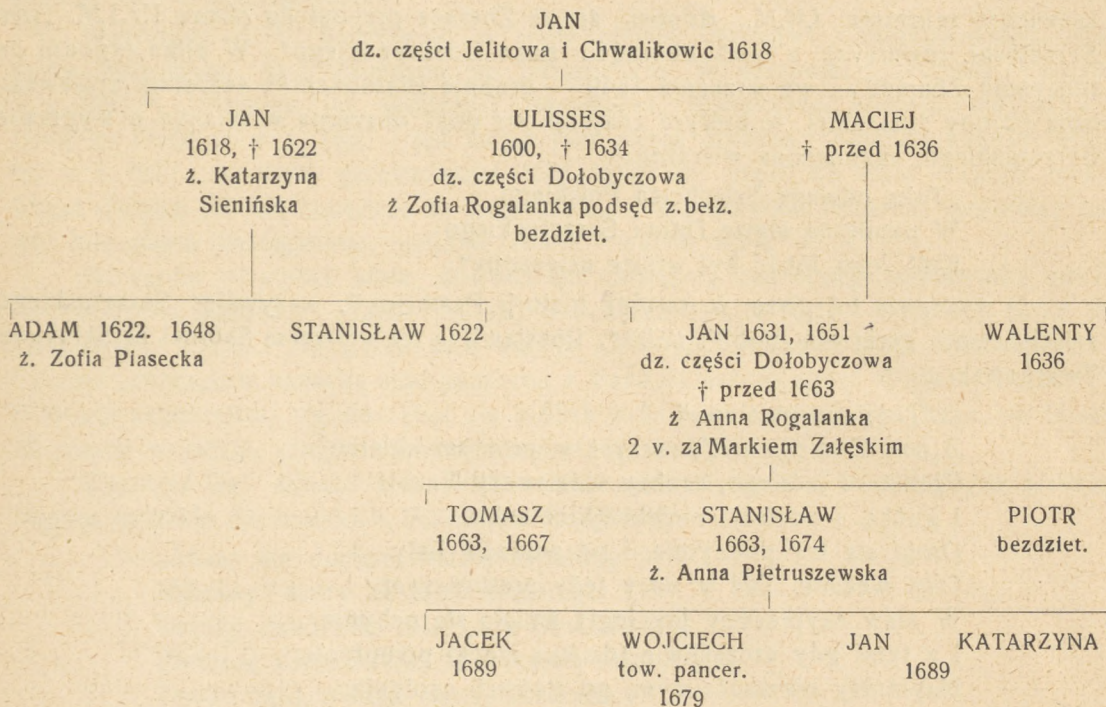 JAN
dz. części Jelitowa i Chwalikowic 1618
JAN
1618, † 1622
ż. Katarzyna
Sienińska
ULISSES
1600, † 1634
dz. części Dołobyczowa
ż Zofia Rogalanka podsęd z.bełz.
bezdziet.
MACIEJ
† przed 1636
ADAM 1622. 1648
ż. Zofia Piasecka
STANISŁAW 1622
JAN 1631, 1651
dz. części Dołobyczowa
† przed 1663
ż Anna Rogalanka
2 v. za Markiem Załęskim
WALENTY
1636
TOMASZ
1663, 1667
STANISŁAW
1663, 1674
ż. Anna Pietruszewska
PIOTR
bezdziet.
JACEK
1689
WOJCIECH
tow. pancer.
1679
JAN KATARZYNA
1689